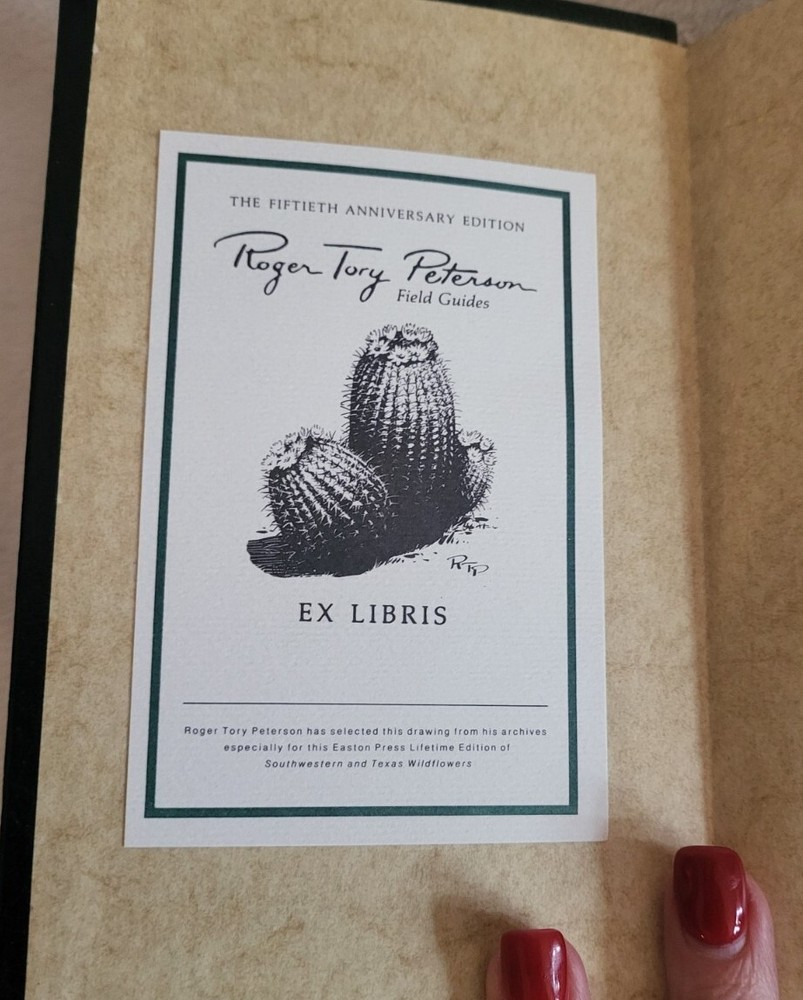 THE FIFTIETH ANNIVERSARY EDITION
Roger Tory Peterson
Field Guides
RTP
EX LIBRIS
Roger Tory Peterson has selected this drawing from his archives
especially for this Easton Press Lifetime Edition of
Southwestern and Texas Wildflowers